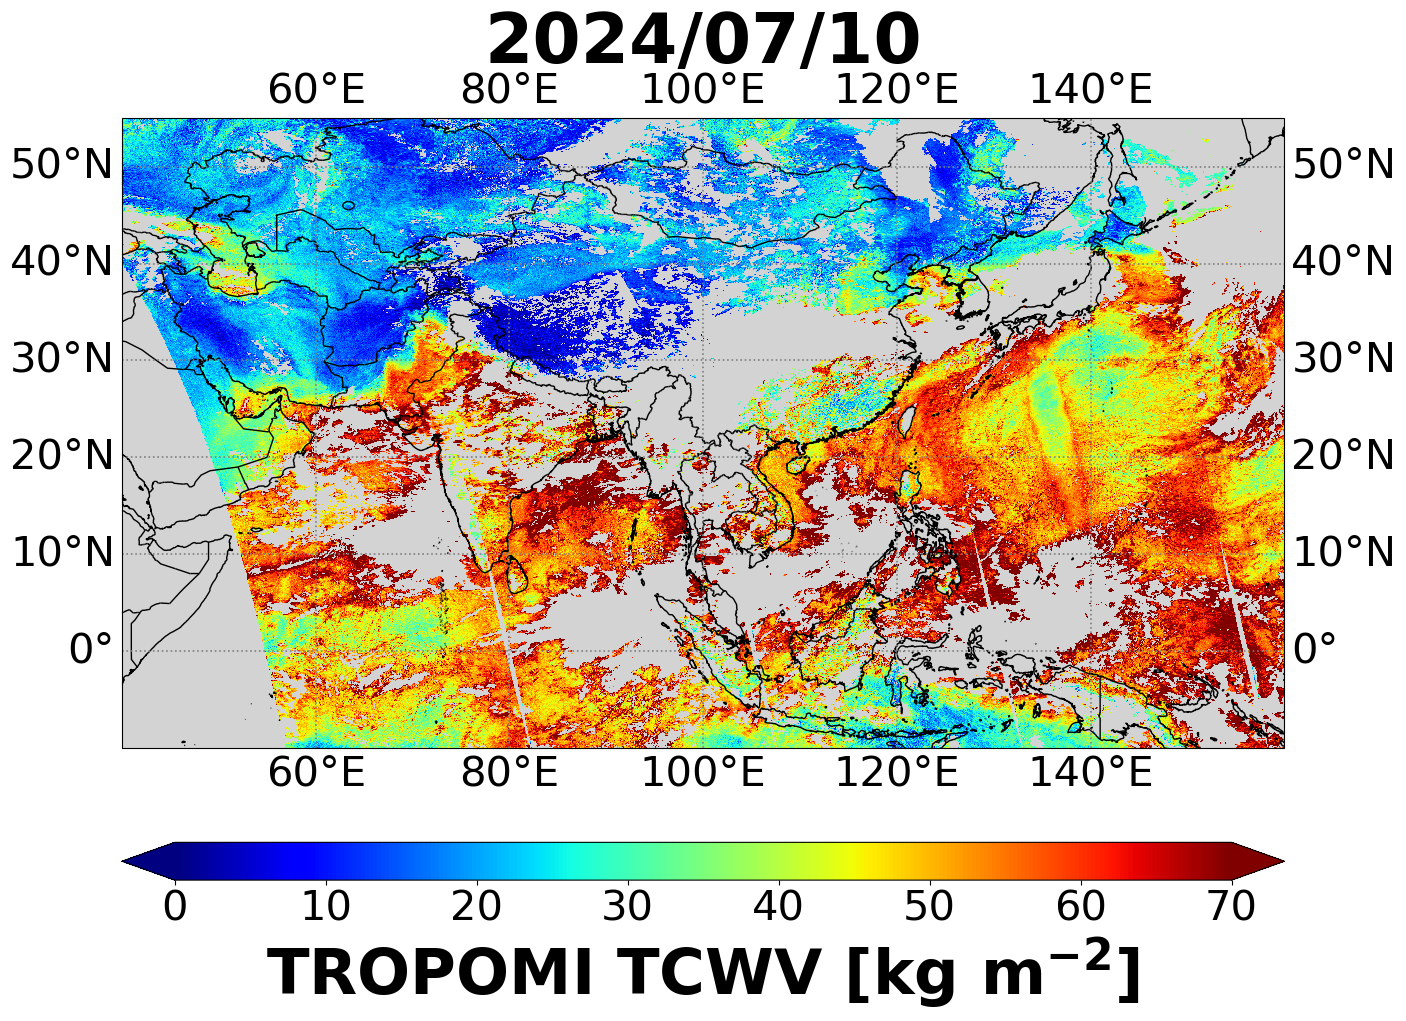 2024/07/10
60°E 80°E 100°E 120°E 140°E
50°N 50°N
40°N 40°N
30°N 30°N
20°N 20°N
10°N 10°N
0° 0°
60°E 80°E 100°E 120°E 140°E
0 10 20 30 40 50 60 70
TROPOMI TCWV [kg m⁻²]